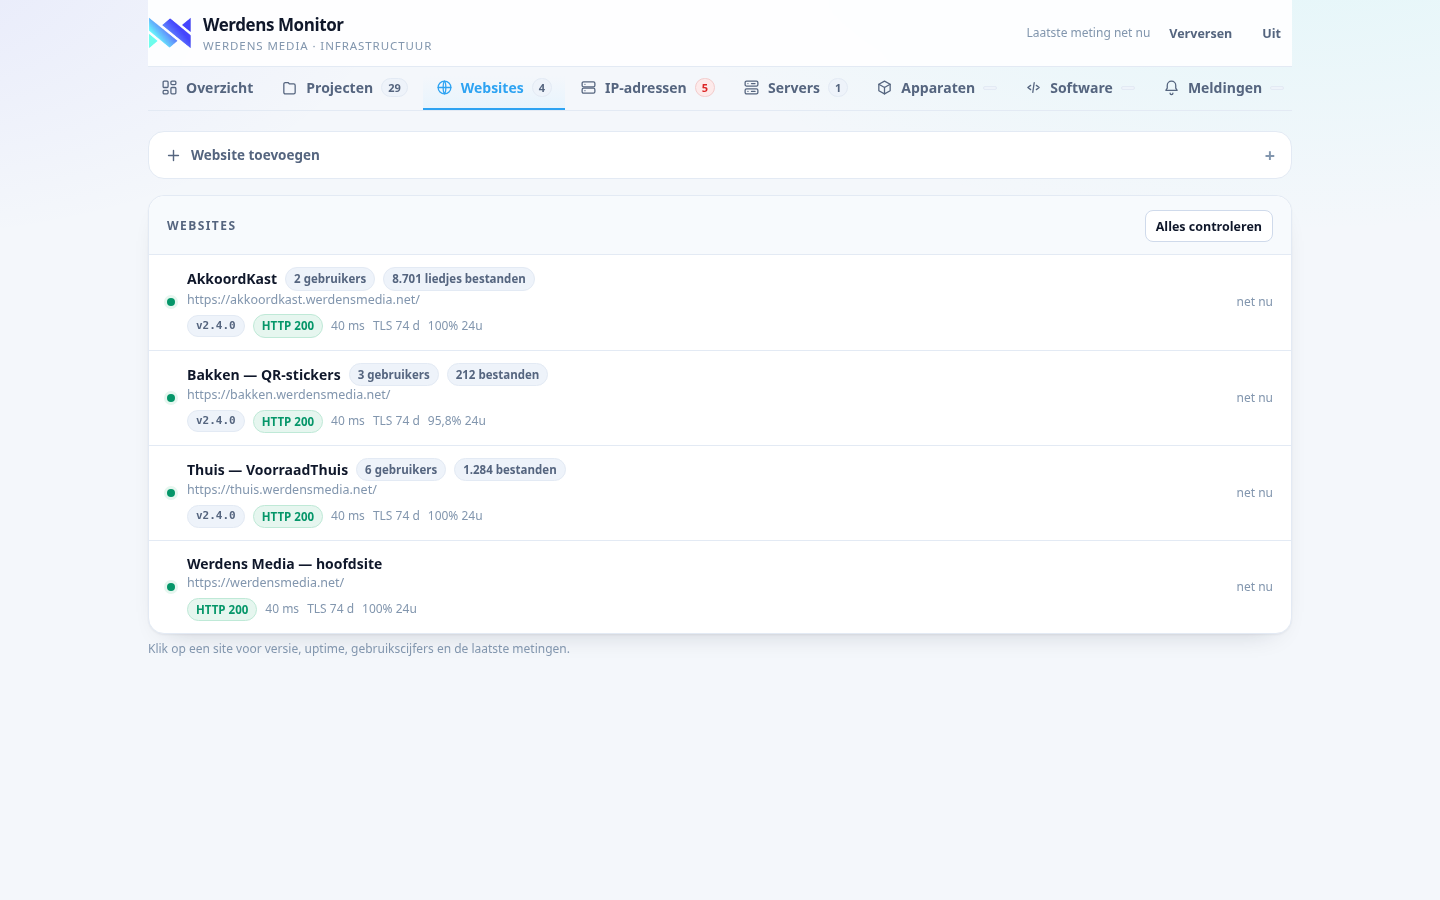 Werdens Monitor
WERDENS MEDIA · INFRASTRUCTUUR
Laatste meting net nu Verversen Uit
Overzicht Projecten 29 Websites 4 IP-adressen 5 Servers 1 Apparaten Software Meldingen
+ Website toevoegen +
WEBSITES Alles controleren
AkkoordKast 2 gebruikers 8.701 liedjes bestanden
https://akkoordkast.werdensmedia.net/ net nu
v2.4.0 HTTP 200 40 ms TLS 74 d 100% 24u
Bakken — QR-stickers 3 gebruikers 212 bestanden
https://bakken.werdensmedia.net/ net nu
v2.4.0 HTTP 200 40 ms TLS 74 d 95,8% 24u
Thuis — VoorraadThuis 6 gebruikers 1.284 bestanden
https://thuis.werdensmedia.net/ net nu
v2.4.0 HTTP 200 40 ms TLS 74 d 100% 24u
Werdens Media — hoofdsite
https://werdensmedia.net/ net nu
HTTP 200 40 ms TLS 74 d 100% 24u
Klik op een site voor versie, uptime, gebruikscijfers en de laatste metingen.